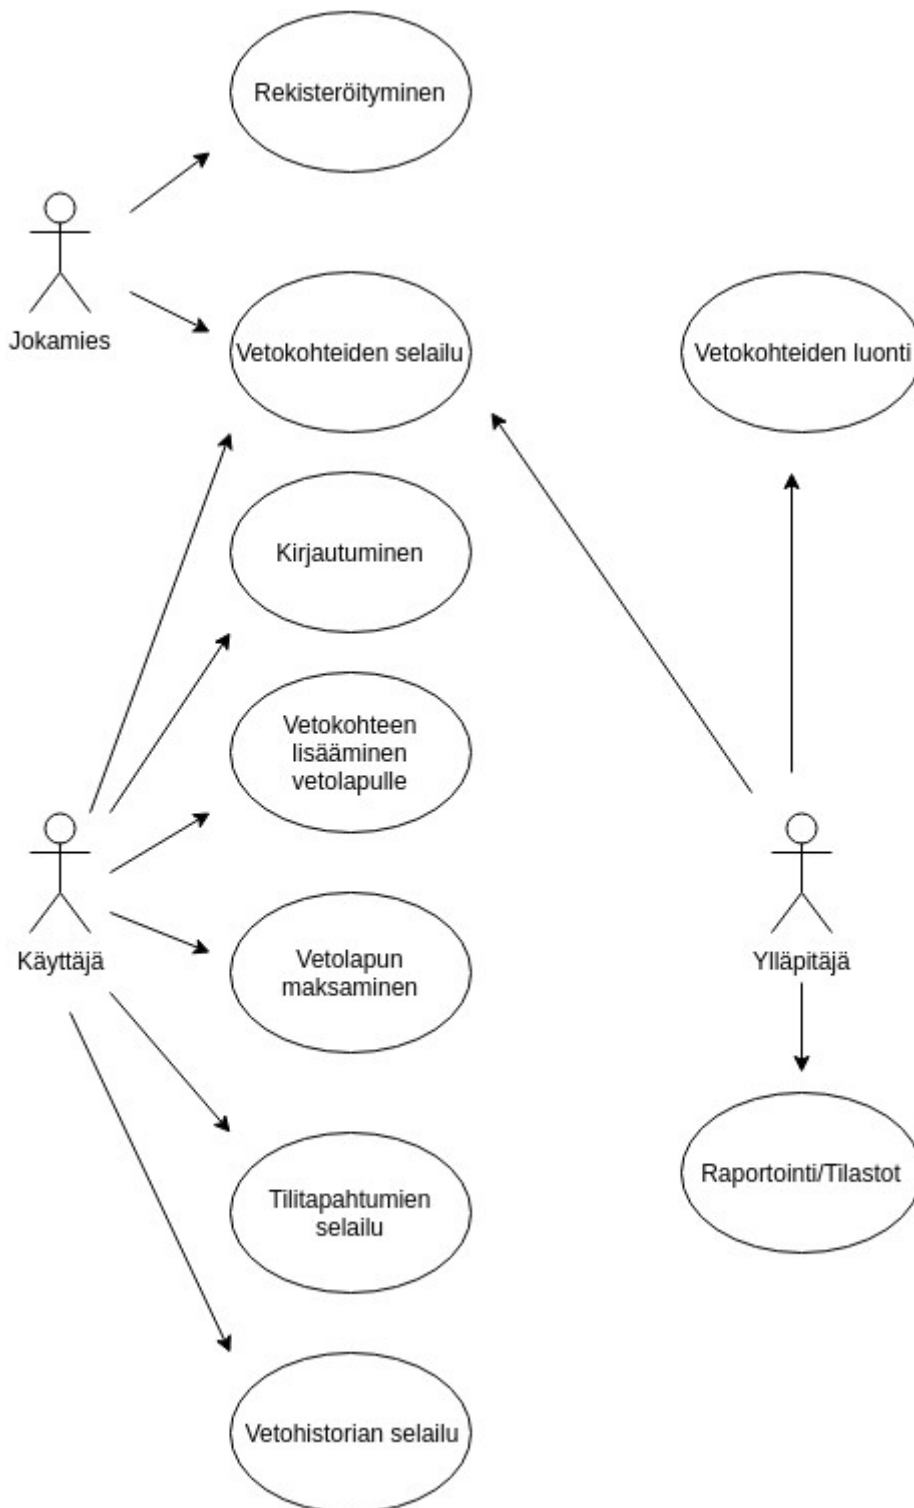 Rekisteröityminen
Jokamies
Vetokohteiden selailu
Vetokohteiden luonti
Kirjautuminen
Vetokohteen
lisääminen
vetolapulle
Käyttäjä
Vetolapun
maksaminen
Ylläpitäjä
Tilitapahtumien
selailu
Raportointi/Tilastot
Vetohistorian selailu